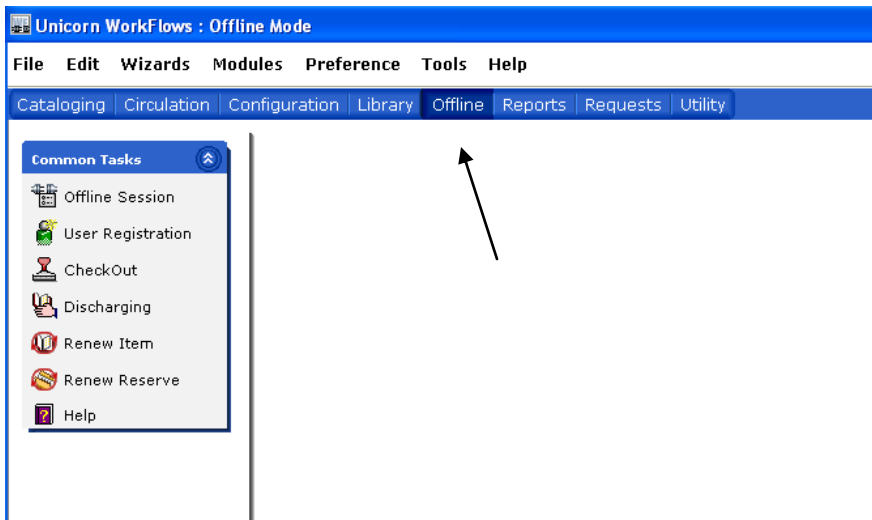 Unicorn WorkFlows : Offline Mode
File Edit Wizards Modules Preference Tools Help
Cataloging Circulation Configuration Library Offline Reports Requests Utility
Common Tasks
Offline Session
User Registration
CheckOut
Discharging
Renew Item
Renew Reserve
? Help